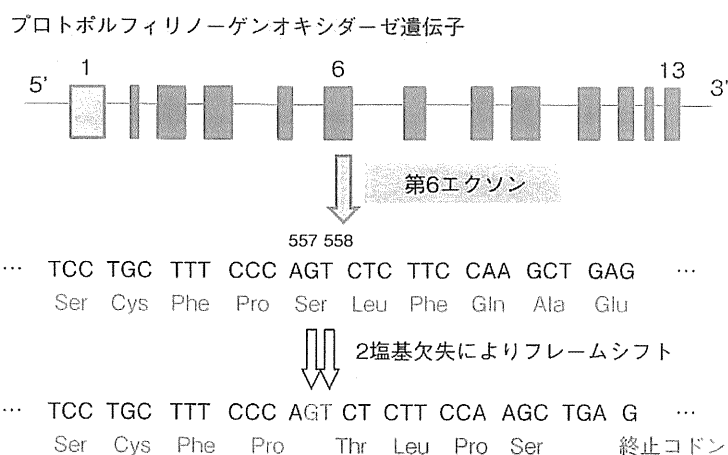 プロトポルフィリノーゲンオキシダーゼ遺伝子
1 6 13
5' 3'
第6エクソン
557 558
… TCC TGC TTT CCC AGT CTC TTC CAA GCT GAG …
Ser Cys Phe Pro Ser Leu Phe Gln Ala Glu
2塩基欠失によりフレームシフト
… TCC TGC TTT CCC AGT CT CTT CCA AGC TGA G …
Ser Cys Phe Pro Thr Leu Pro Ser 終止コドン